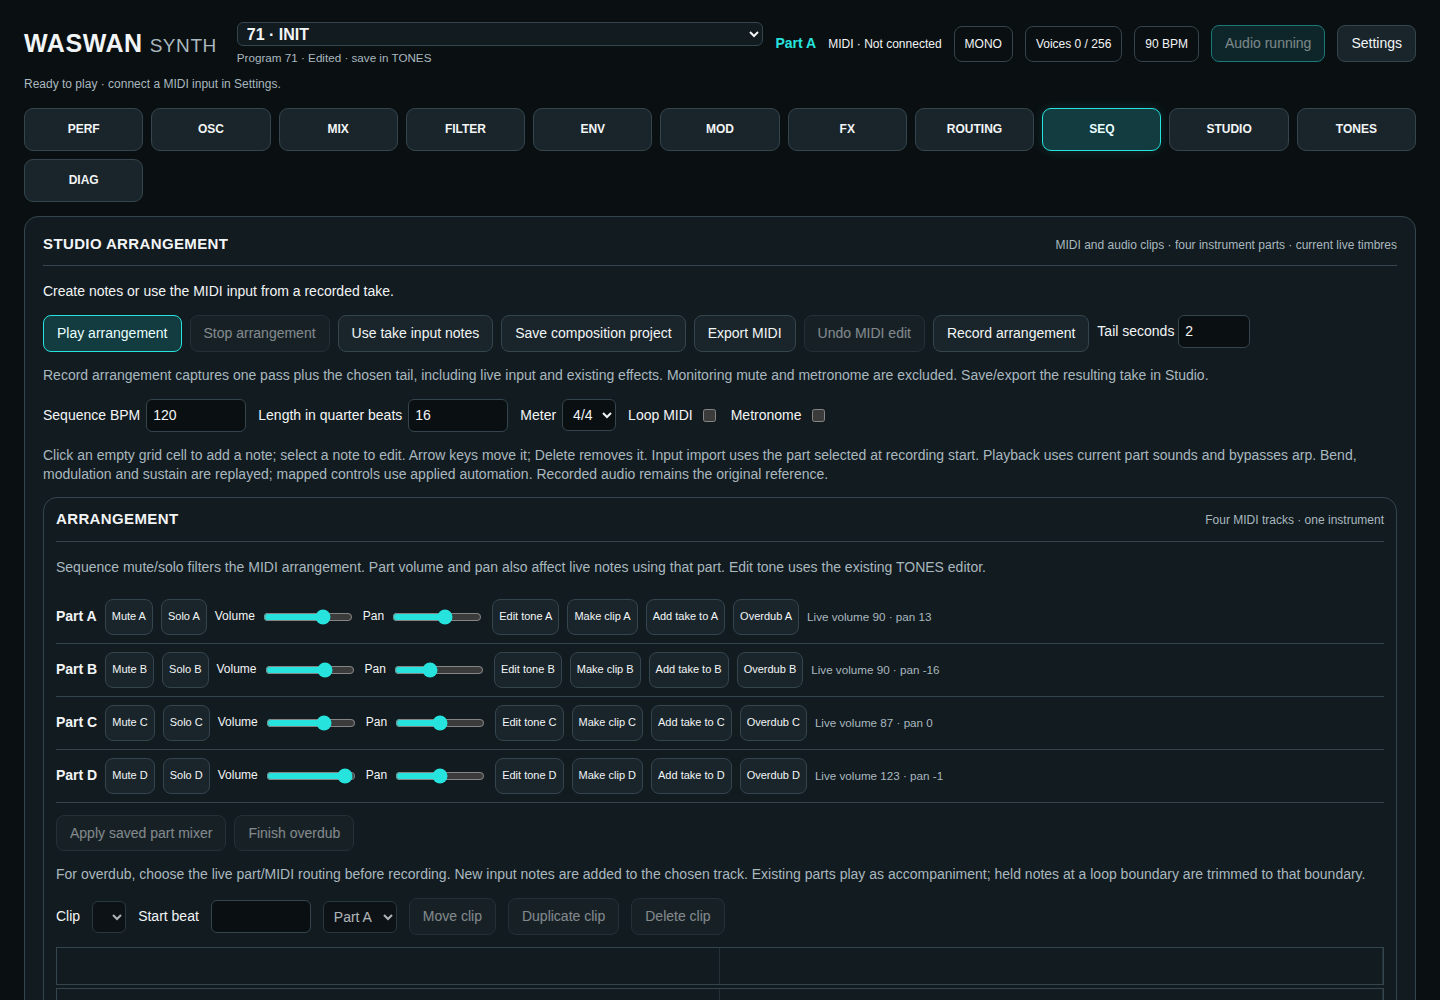 WASWAN SYNTH
71 · INIT
Program 71 · Edited · save in TONES
Part A
MIDI · Not connected
MONO
Voices 0 / 256
90 BPM
Audio running
Settings
Ready to play · connect a MIDI input in Settings.
PERF
OSC
MIX
FILTER
ENV
MOD
FX
ROUTING
SEQ
STUDIO
TONES
DIAG
STUDIO ARRANGEMENT
MIDI and audio clips · four instrument parts · current live timbres
Create notes or use the MIDI input from a recorded take.
Play arrangement
Stop arrangement
Use take input notes
Save composition project
Export MIDI
Undo MIDI edit
Record arrangement
Tail seconds 2
Record arrangement captures one pass plus the chosen tail, including live input and existing effects. Monitoring mute and metronome are excluded. Save/export the resulting take in Studio.
Sequence BPM 120
Length in quarter beats 16
Meter 4/4
Loop MIDI
Metronome
Click an empty grid cell to add a note; select a note to edit. Arrow keys move it; Delete removes it. Input import uses the part selected at recording start. Playback uses current part sounds and bypasses arp. Bend,
modulation and sustain are replayed; mapped controls use applied automation. Recorded audio remains the original reference.
ARRANGEMENT
Four MIDI tracks · one instrument
Sequence mute/solo filters the MIDI arrangement. Part volume and pan also affect live notes using that part. Edit tone uses the existing TONES editor.
Part A Mute A Solo A Volume Pan Edit tone A Make clip A Add take to A Overdub A Live volume 90 · pan 13
Part B Mute B Solo B Volume Pan Edit tone B Make clip B Add take to B Overdub B Live volume 90 · pan -16
Part C Mute C Solo C Volume Pan Edit tone C Make clip C Add take to C Overdub C Live volume 87 · pan 0
Part D Mute D Solo D Volume Pan Edit tone D Make clip D Add take to D Overdub D Live volume 123 · pan -1
Apply saved part mixer
Finish overdub
For overdub, choose the live part/MIDI routing before recording. New input notes are added to the chosen track. Existing parts play as accompaniment; held notes at a loop boundary are trimmed to that boundary.
Clip
Start beat
Part A
Move clip
Duplicate clip
Delete clip